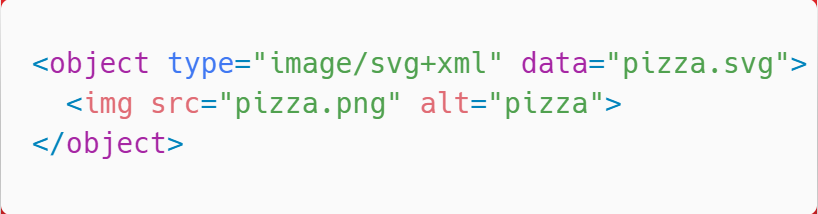 <object type="image/svg+xml" data="pizza.svg">
  <img src="pizza.png" alt="pizza">
</object>